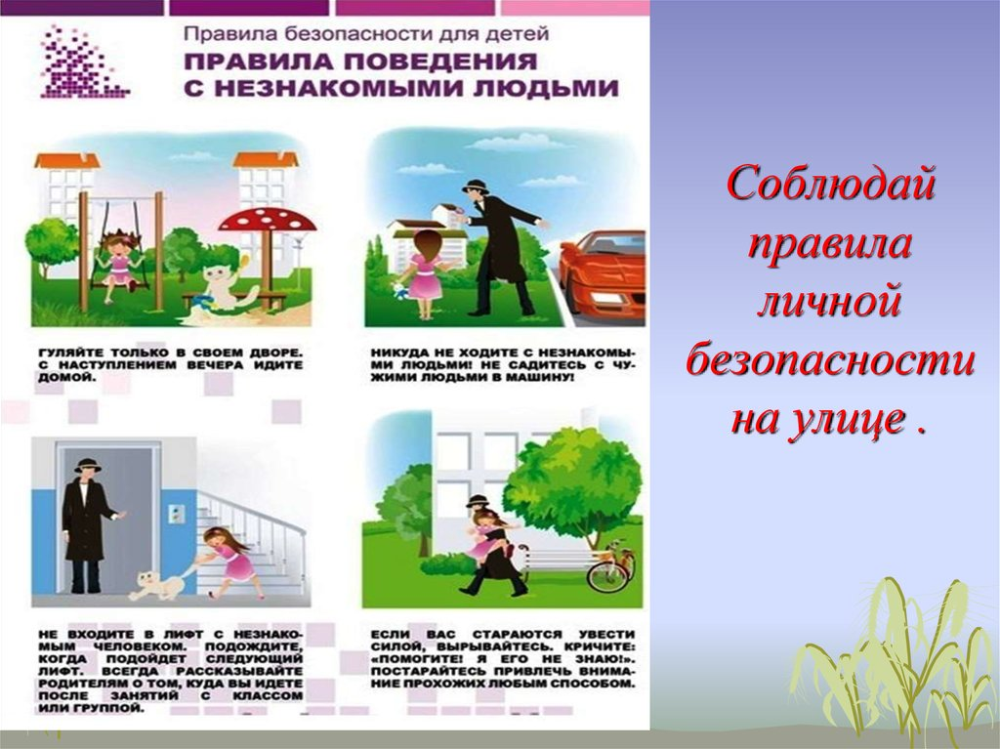 Правила безопасности для детей
ПРАВИЛА ПОВЕДЕНИЯ
С НЕЗНАКОМЫМИ ЛЮДЬМИ
ГУЛЯЙТЕ ТОЛЬКО В СВОЕМ ДВОРЕ.
С НАСТУПЛЕНИЕМ ВЕЧЕРА ИДИТЕ
ДОМОЙ.
НИКУДА НЕ ХОДИТЕ С НЕЗНАКОМЫ-
МИ ЛЮДЬМИ! НЕ САДИТЕСЬ С ЧУ-
ЖИМИ ЛЮДЬМИ В МАШИНУ!
НЕ ВХОДИТЕ В ЛИФТ С НЕЗНАКО-
МЫМ ЧЕЛОВЕКОМ. ПОДОЖДИТЕ,
КОГДА ПОДОЙДЕТ СЛЕДУЮЩИЙ
ЛИФТ. ВСЕГДА РАССКАЗЫВАЙТЕ
РОДИТЕЛЯМ О ТОМ, КУДА ВЫ ИДЕТЕ
ПОСЛЕ ЗАНЯТИЙ С КЛАССОМ
ИЛИ ГРУППОЙ.
ЕСЛИ ВАС СТАРАЮТСЯ УВЕСТИ
СИЛОЙ, ВЫРЫВАЙТЕСЬ. КРИЧИТЕ:
«ПОМОГИТЕ! Я ЕГО НЕ ЗНАЮ!».
ПОСТАРАЙТЕСЬ ПРИВЛЕЧЬ ВНИМА-
НИЕ ПРОХОЖИХ ЛЮБЫМ СПОСОБОМ.
Соблюдай
правила
личной
безопасности
на улице .